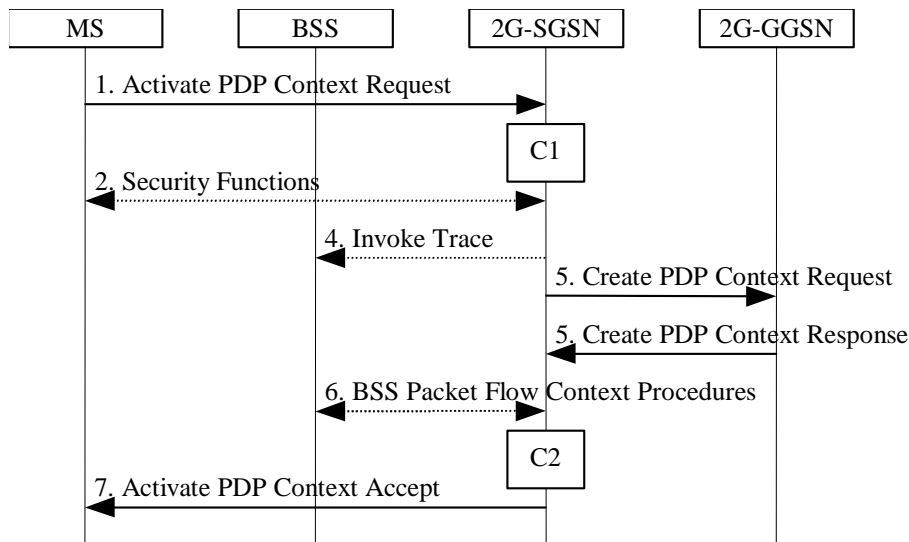 MS BSS 2G-SGSN 2G-GGSN
1. Activate PDP Context Request
C1
2. Security Functions
4. Invoke Trace
5. Create PDP Context Request
5. Create PDP Context Response
6. BSS Packet Flow Context Procedures
C2
7. Activate PDP Context Accept